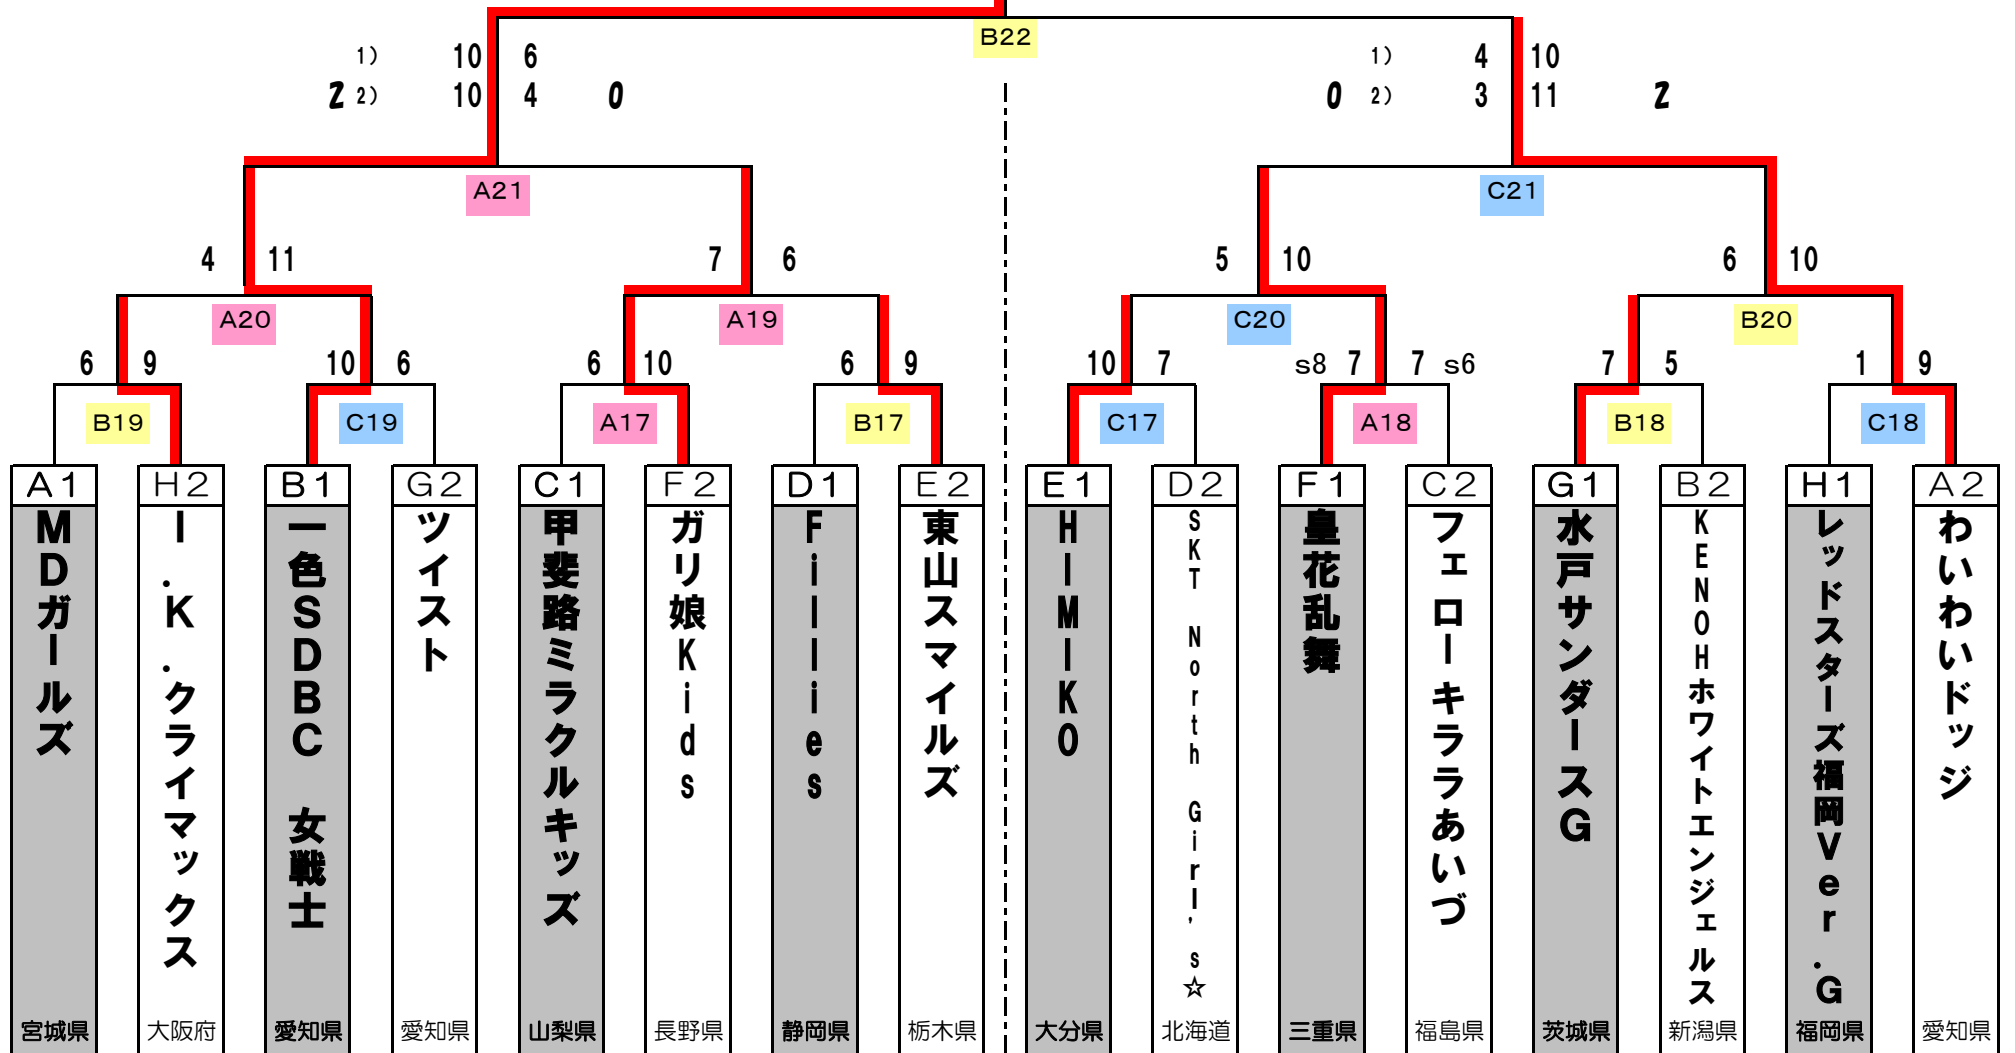 B22
1) 10 6
2 2) 10 4 0
1) 4 10
0 2) 3 11 2
A21
C21
4 11
7 6
5 10
6 10
A20
A19
C20
B20
6 9
10 6
6 10
6 9
10 7
s8 7 7 s6
7 5
1 9
B19
C19
A17
B17
C17
A18
B18
C18
A1
MDガールズ
宮城県
H2
I.K.クライマックス
大阪府
B1
一色SDBC 女戦士
愛知県
G2
ツイスト
愛知県
C1
甲斐路ミラクルキッズ
山梨県
F2
ガリ娘Kids
長野県
D1
Fillies
静岡県
E2
東山スマイルズ
栃木県
E1
HIMIKO
大分県
D2
SKT North Girl's☆
北海道
F1
皇花乱舞
三重県
C2
フェローキララあいづ
福島県
G1
水戸サンダースG
茨城県
B2
KENOHホワイトエンジェルス
新潟県
H1
レッドスターズ福岡Ver.G
福岡県
A2
わいわいドッジ
愛知県